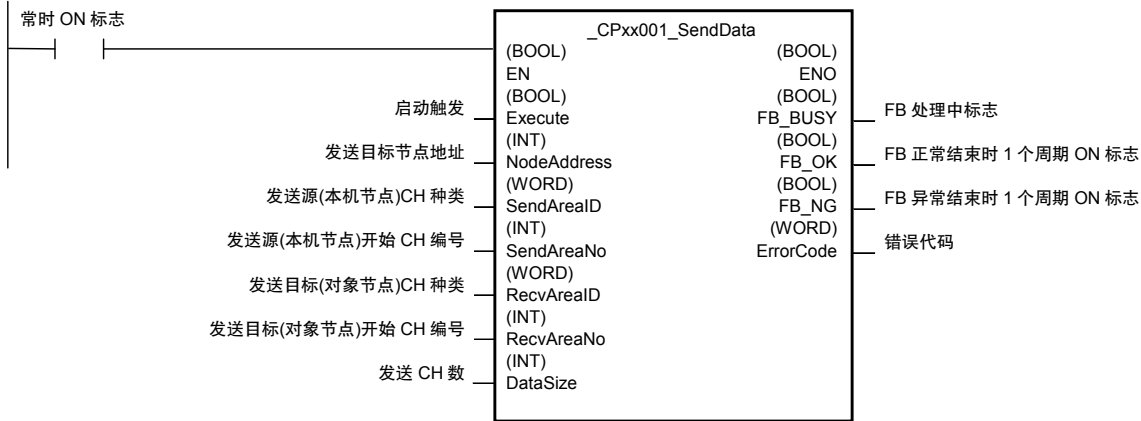 常时 ON 标志
_CPxx001_SendData
(BOOL) (BOOL)
EN ENO
(BOOL) (BOOL)
启动触发 Execute FB_BUSY FB 处理中标志
(INT) (BOOL)
发送目标节点地址 NodeAddress FB_OK FB 正常结束时 1 个周期 ON 标志
(WORD) (BOOL)
发送源(本机节点)CH 种类 SendAreaID FB_NG FB 异常结束时 1 个周期 ON 标志
(INT) (WORD)
发送源(本机节点)开始 CH 编号 SendAreaNo ErrorCode 错误代码
(WORD)
发送目标(对象节点)CH 种类 RecvAreaID
(INT)
发送目标(对象节点)开始 CH 编号 RecvAreaNo
(INT)
发送 CH 数 DataSize